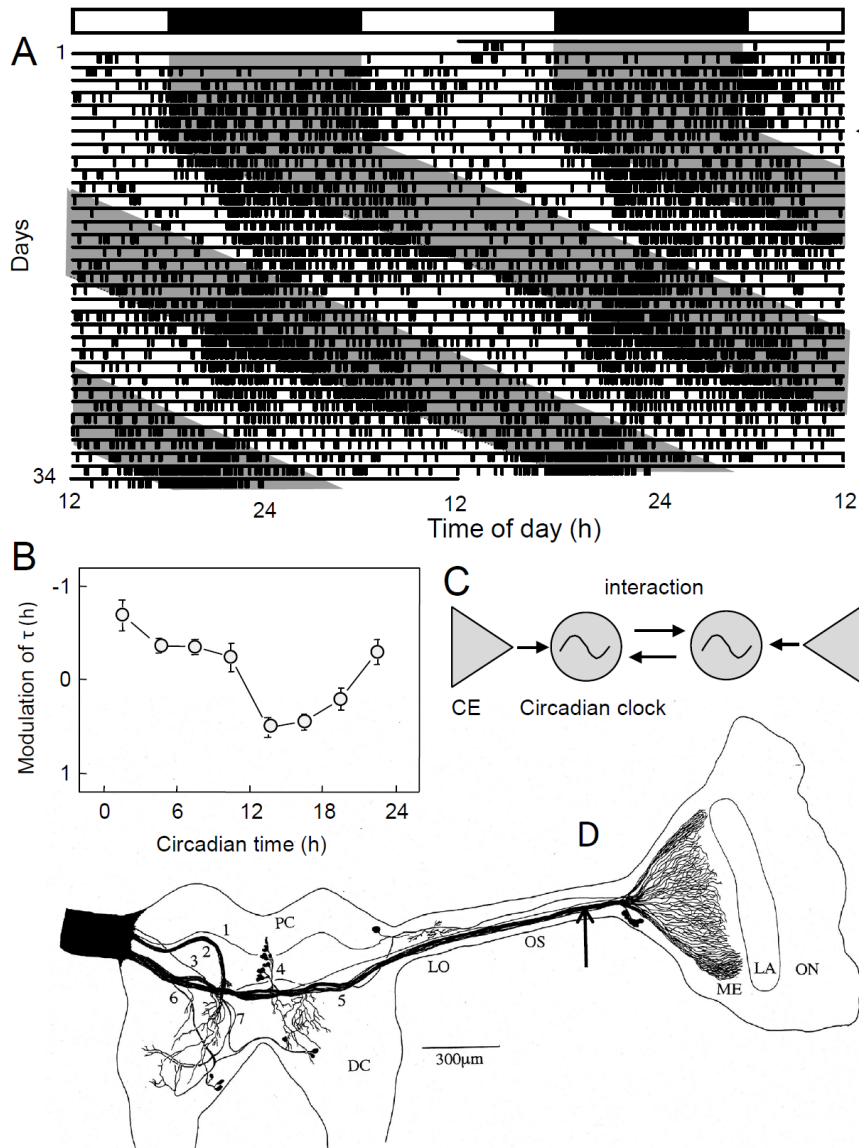 A
1
Days
34
12
24
12
24
12
Time of day (h)
B
-1
0
1
Modulation of τ (h)
0
6
12
18
24
Circadian time (h)
C
interaction
CE
Circadian clock
D
PC
1
2
3
4
5
6
7
LO
OS
ME
LA
ON
DC
300μm